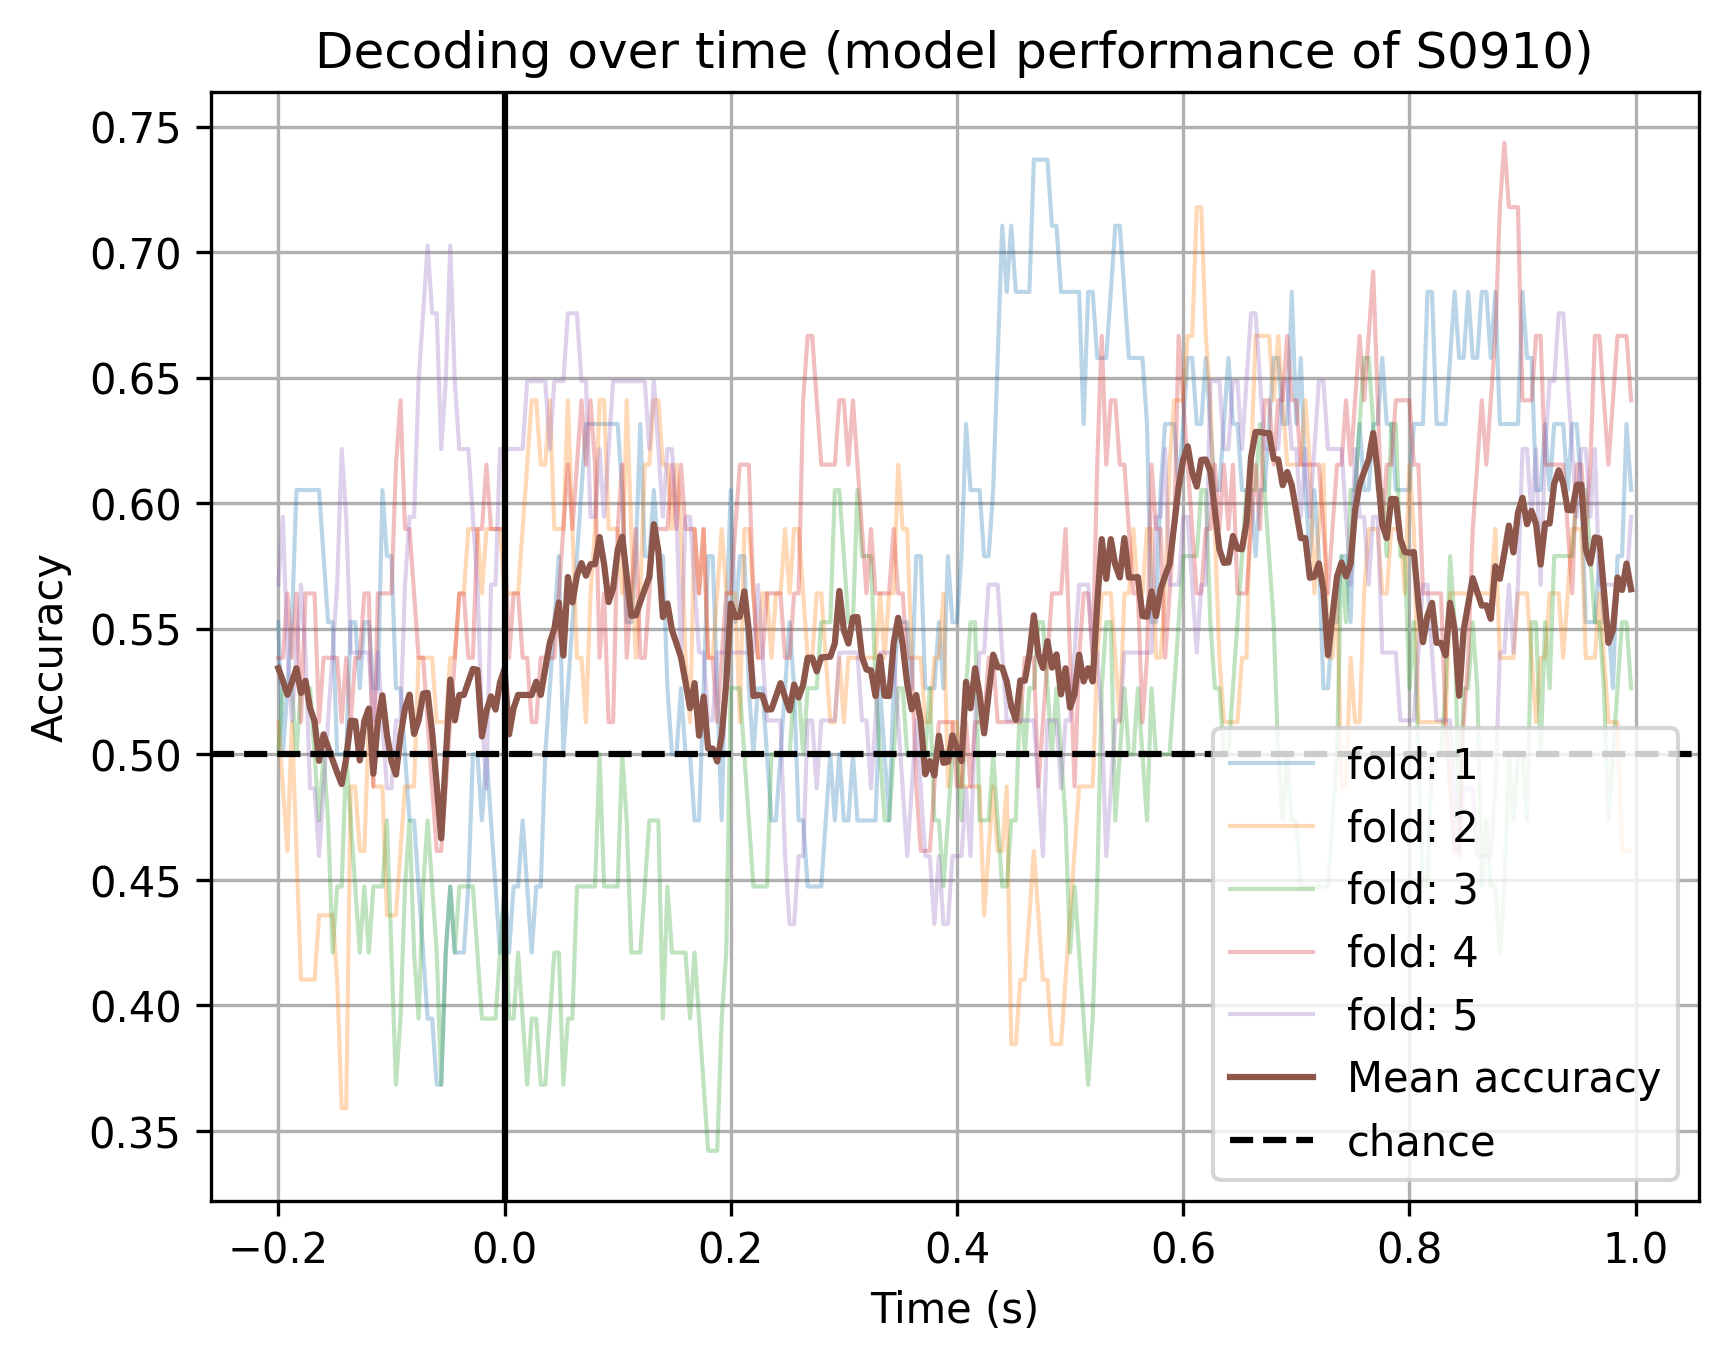 Decoding over time (model performance of S0910)
Accuracy
0.75
0.70
0.65
0.60
0.55
0.50
0.45
0.40
0.35
fold: 1
fold: 2
fold: 3
fold: 4
fold: 5
Mean accuracy
chance
−0.2
0.0
0.2
0.4
0.6
0.8
1.0
Time (s)